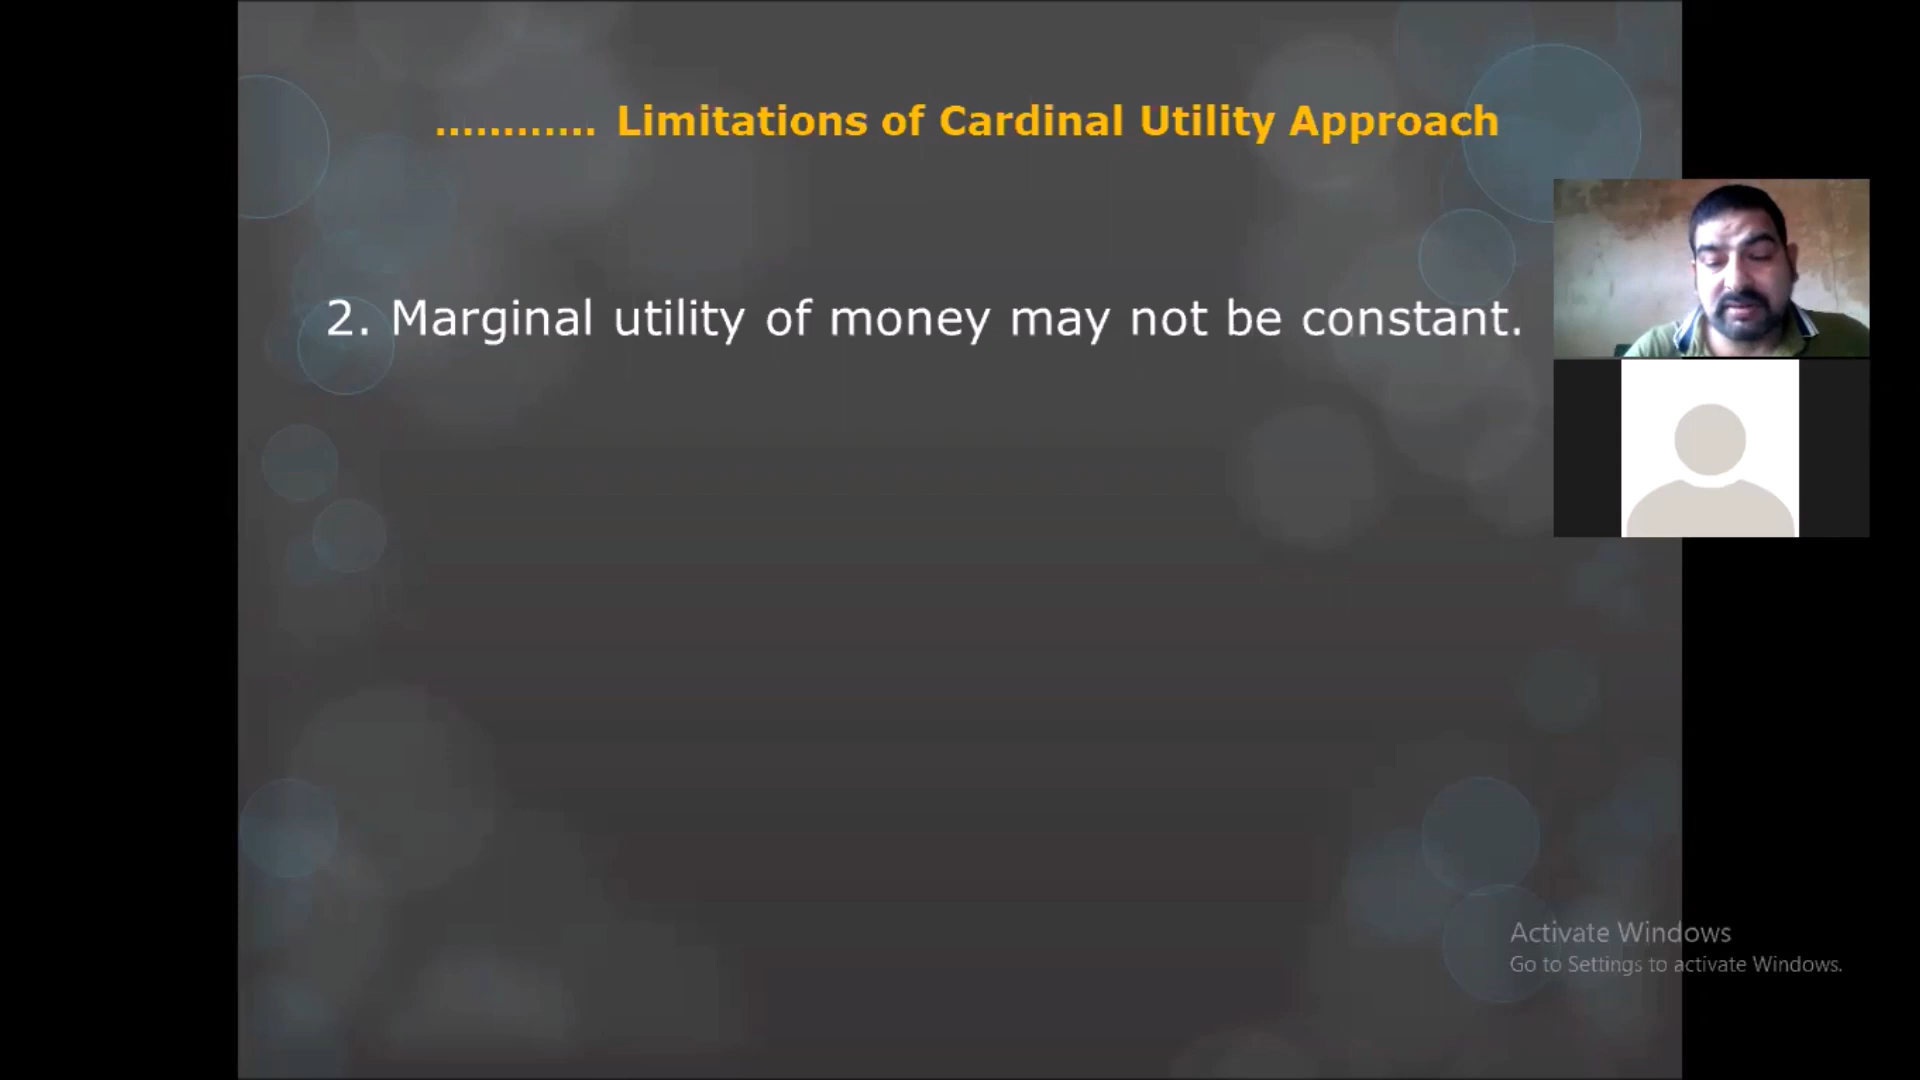 ............ Limitations of Cardinal Utility Approach
2. Marginal utility of money may not be constant.
Activate Windows
Go to Settings to activate Windows.